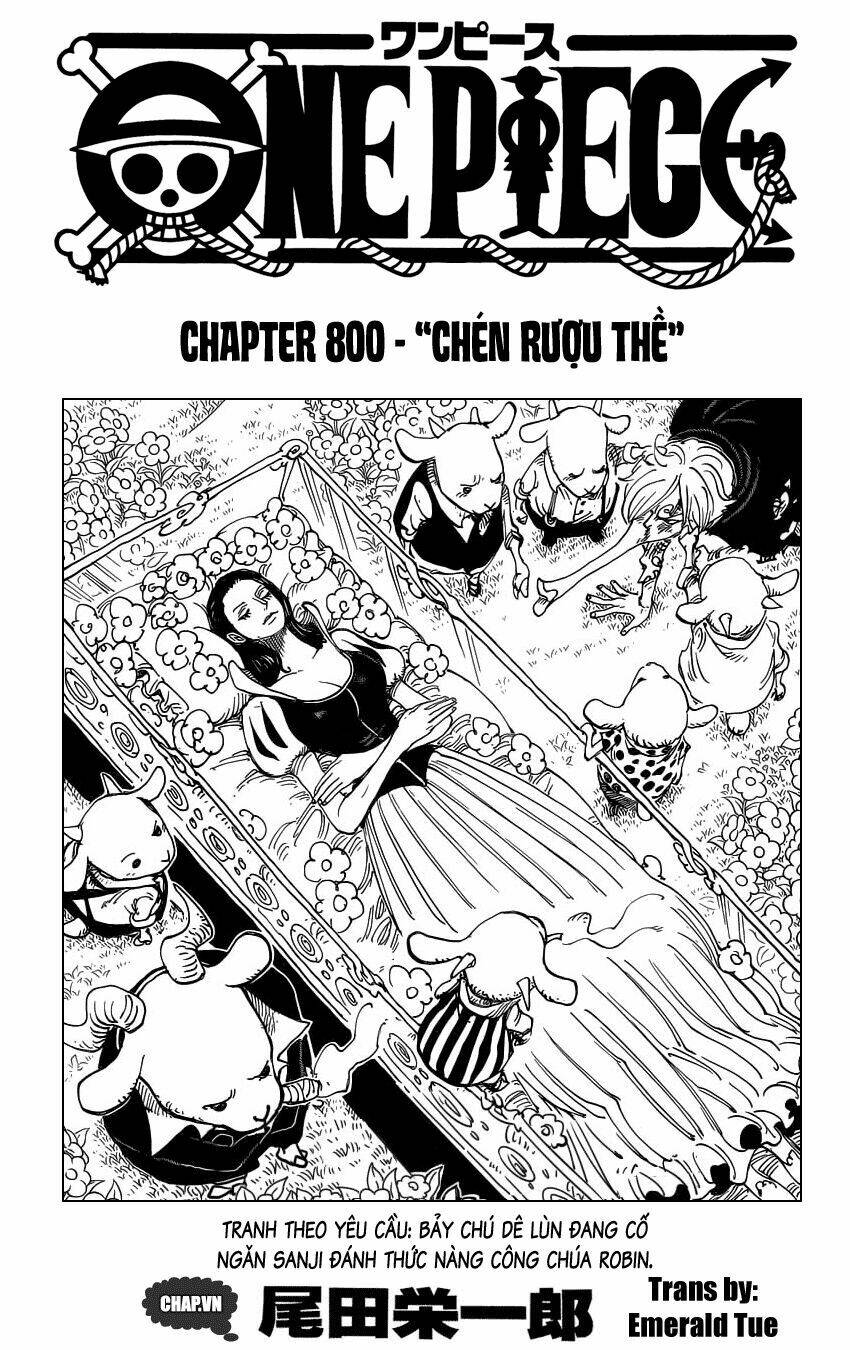 ワンピース
ONE PIECE
CHAPTER 800 - “CHÉN RƯỢU THỀ”
TRANH THEO YÊU CẦU: BẢY CHÚ DÊ LÙN ĐANG CỐ
NGĂN SANJI ĐÁNH THỨC NÀNG CÔNG CHÚA ROBIN.
CHAP.VN
尾田栄一郎
Trans by:
Emerald Tue